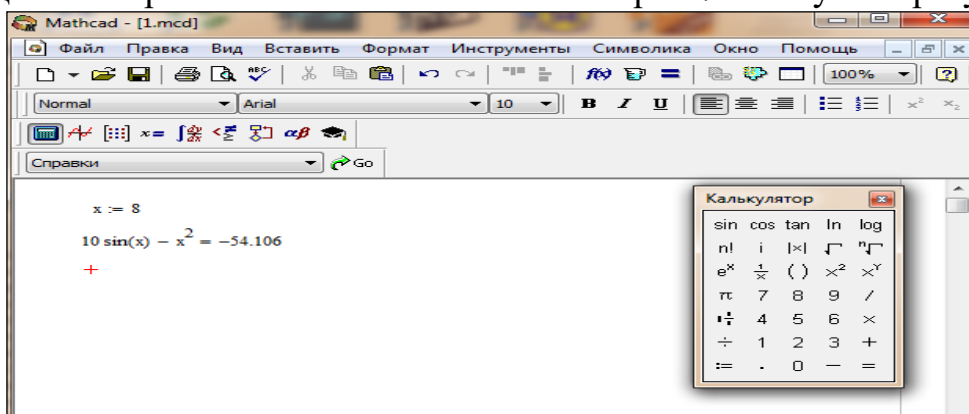 Mathcad - [1.mcd]
Файл Правка Вид Вставить Формат Инструменты Символика Окно Помощь
100%
Normal Arial 10 B I U
Справки Go
x := 8
10 sin(x) − x² = −54.106
Калькулятор
sin cos tan ln log
n! i |×| √ ⁿ√
eˣ 1/x ( ) ×² ×ʸ
π 7 8 9 /
4 5 6 ×
÷ 1 2 3 +
:= . 0 — =